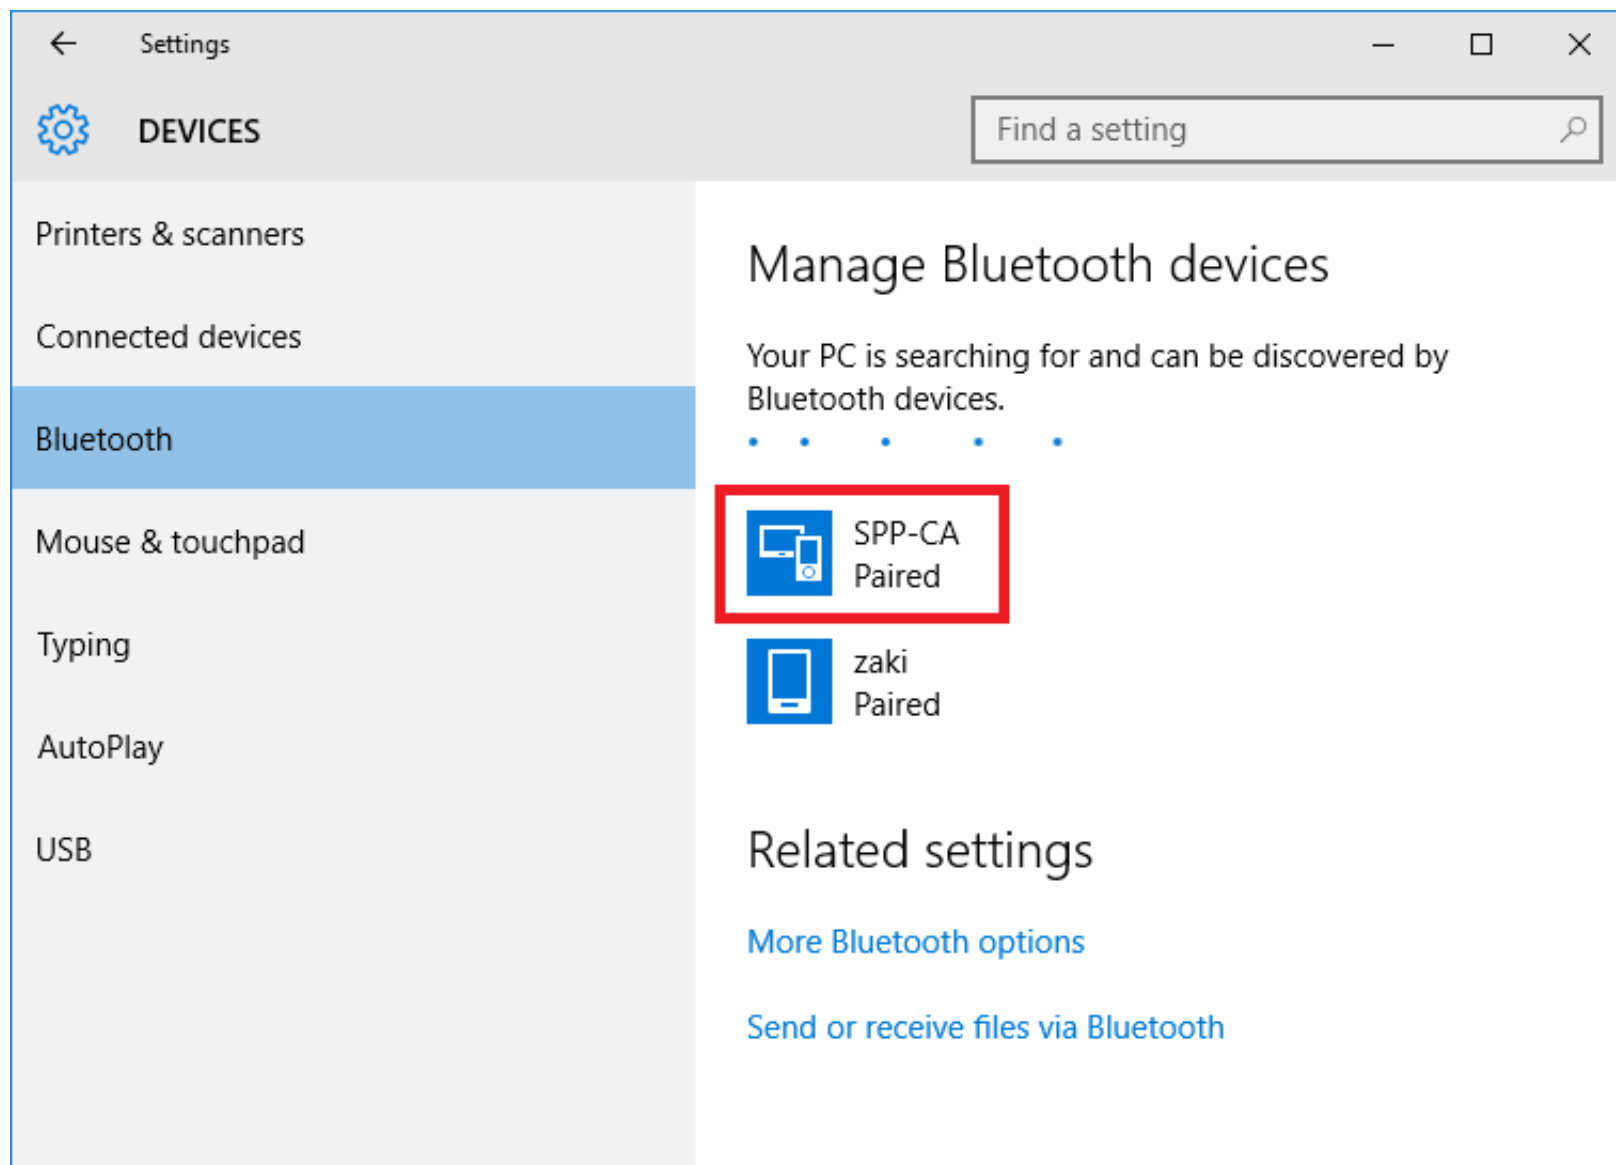 Settings
DEVICES
Find a setting
Printers & scanners
Connected devices
Bluetooth
Mouse & touchpad
Typing
AutoPlay
USB
Manage Bluetooth devices
Your PC is searching for and can be discovered by
Bluetooth devices.
SPP-CA
Paired
zaki
Paired
Related settings
More Bluetooth options
Send or receive files via Bluetooth